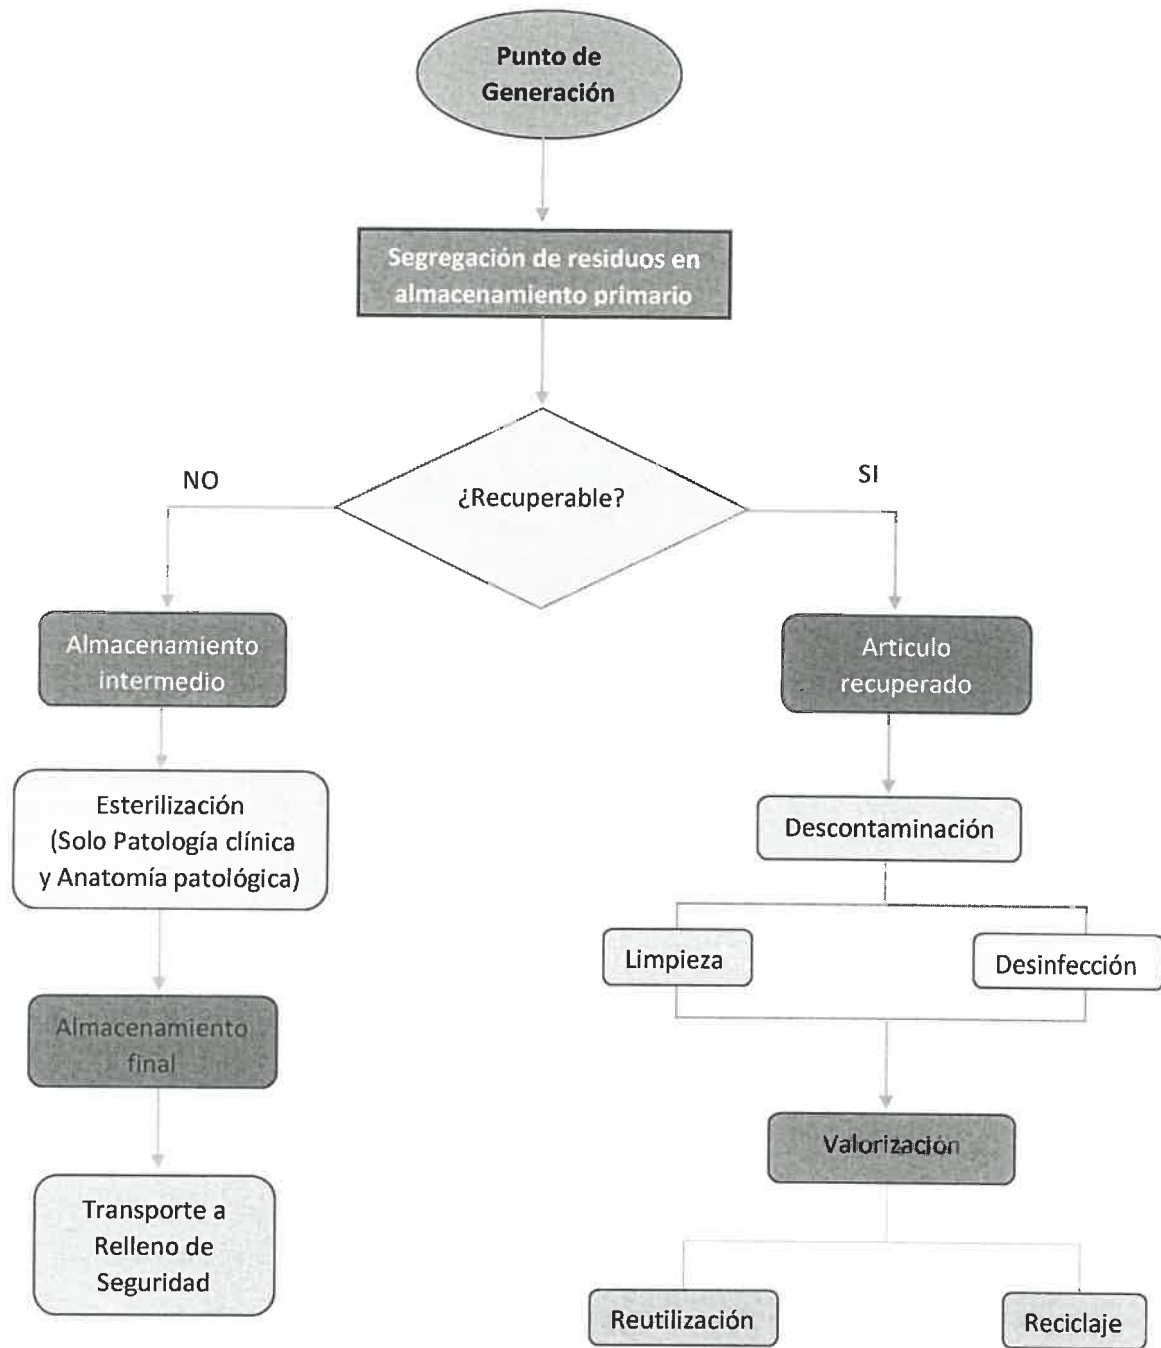 Punto de
Generación
Segregación de residuos en
almacenamiento primario
¿Recuperable?
NO
SI
Almacenamiento
intermedio
Esterilización
(Solo Patología clínica
y Anatomía patológica)
Almacenamiento
final
Transporte a
Relleno de
Seguridad
Articulo
recuperado
Descontaminación
Limpieza
Desinfección
Valorización
Reutilización
Reciclaje